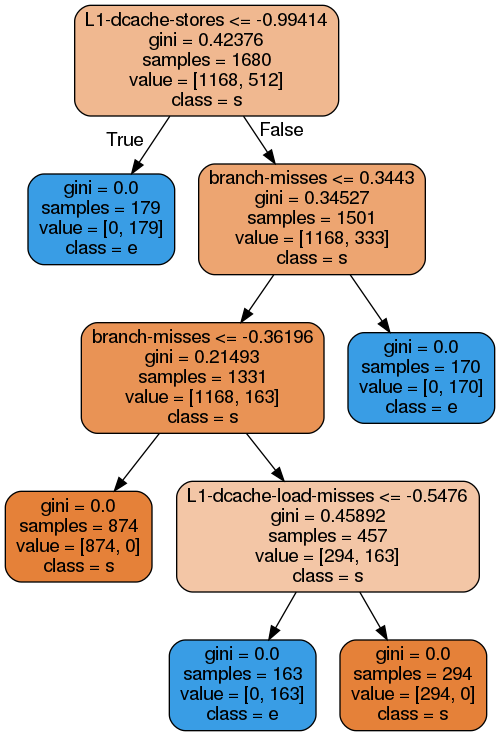 L1-dcache-stores <= -0.99414
gini = 0.42376
samples = 1680
value = [1168, 512]
class = s
True
False
gini = 0.0
samples = 179
value = [0, 179]
class = e
branch-misses <= 0.3443
gini = 0.34527
samples = 1501
value = [1168, 333]
class = s
branch-misses <= -0.36196
gini = 0.21493
samples = 1331
value = [1168, 163]
class = s
gini = 0.0
samples = 170
value = [0, 170]
class = e
gini = 0.0
samples = 874
value = [874, 0]
class = s
L1-dcache-load-misses <= -0.5476
gini = 0.45892
samples = 457
value = [294, 163]
class = s
gini = 0.0
samples = 163
value = [0, 163]
class = e
gini = 0.0
samples = 294
value = [294, 0]
class = s